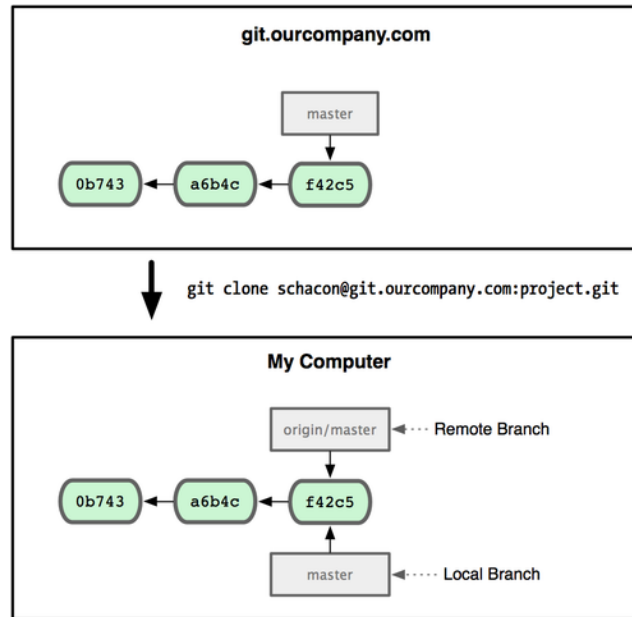 git.ourcompany.com
master
0b743 a6b4c f42c5
git clone schacon@git.ourcompany.com:project.git
My Computer
origin/master Remote Branch
0b743 a6b4c f42c5
master Local Branch